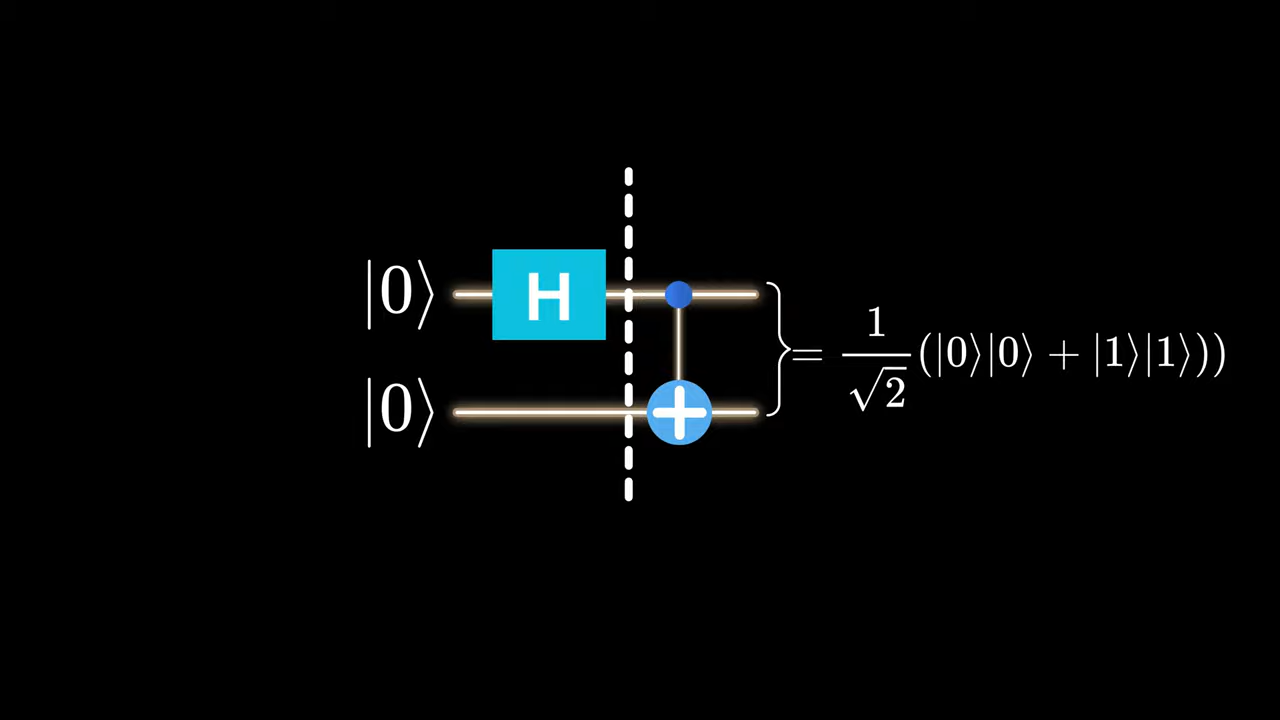 |0⟩ H
|0⟩
= 1/√2 (|0⟩|0⟩ + |1⟩|1⟩))